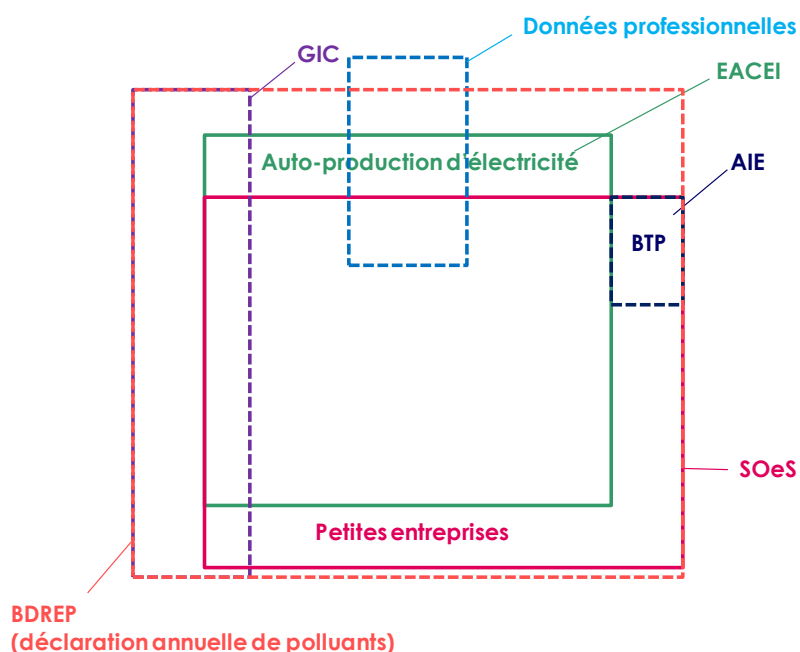 Données professionnelles
GIC
EACEI
Auto-production d'électricité
AIE
BTP
SOeS
Petites entreprises
BDREP
(déclaration annuelle de polluants)